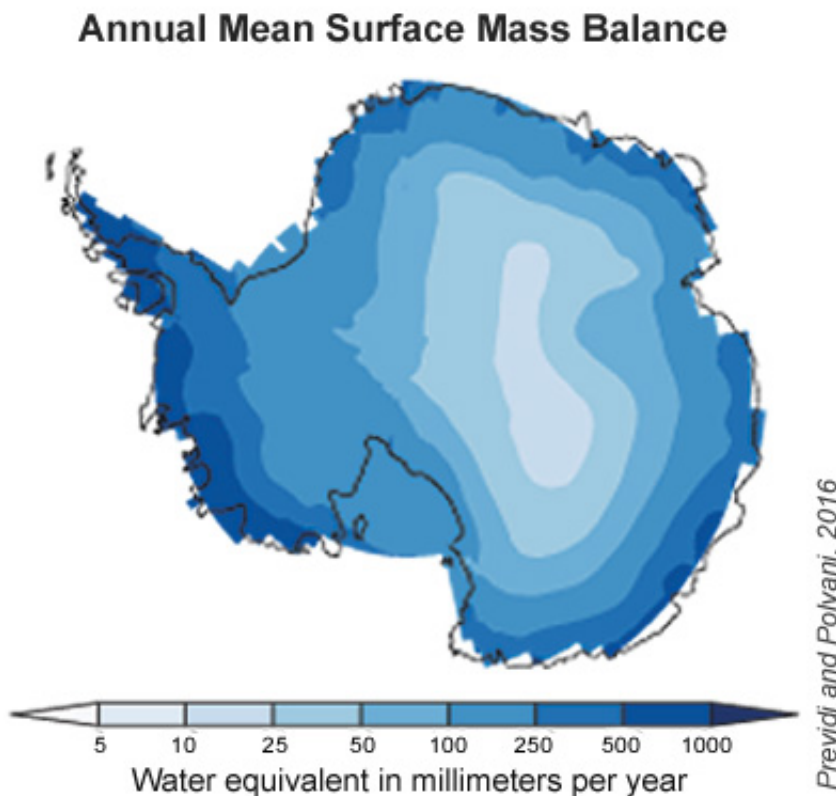 Annual Mean Surface Mass Balance
5 10 25 50 100 250 500 1000
Water equivalent in millimeters per year
Previdi and Polvani, 2016